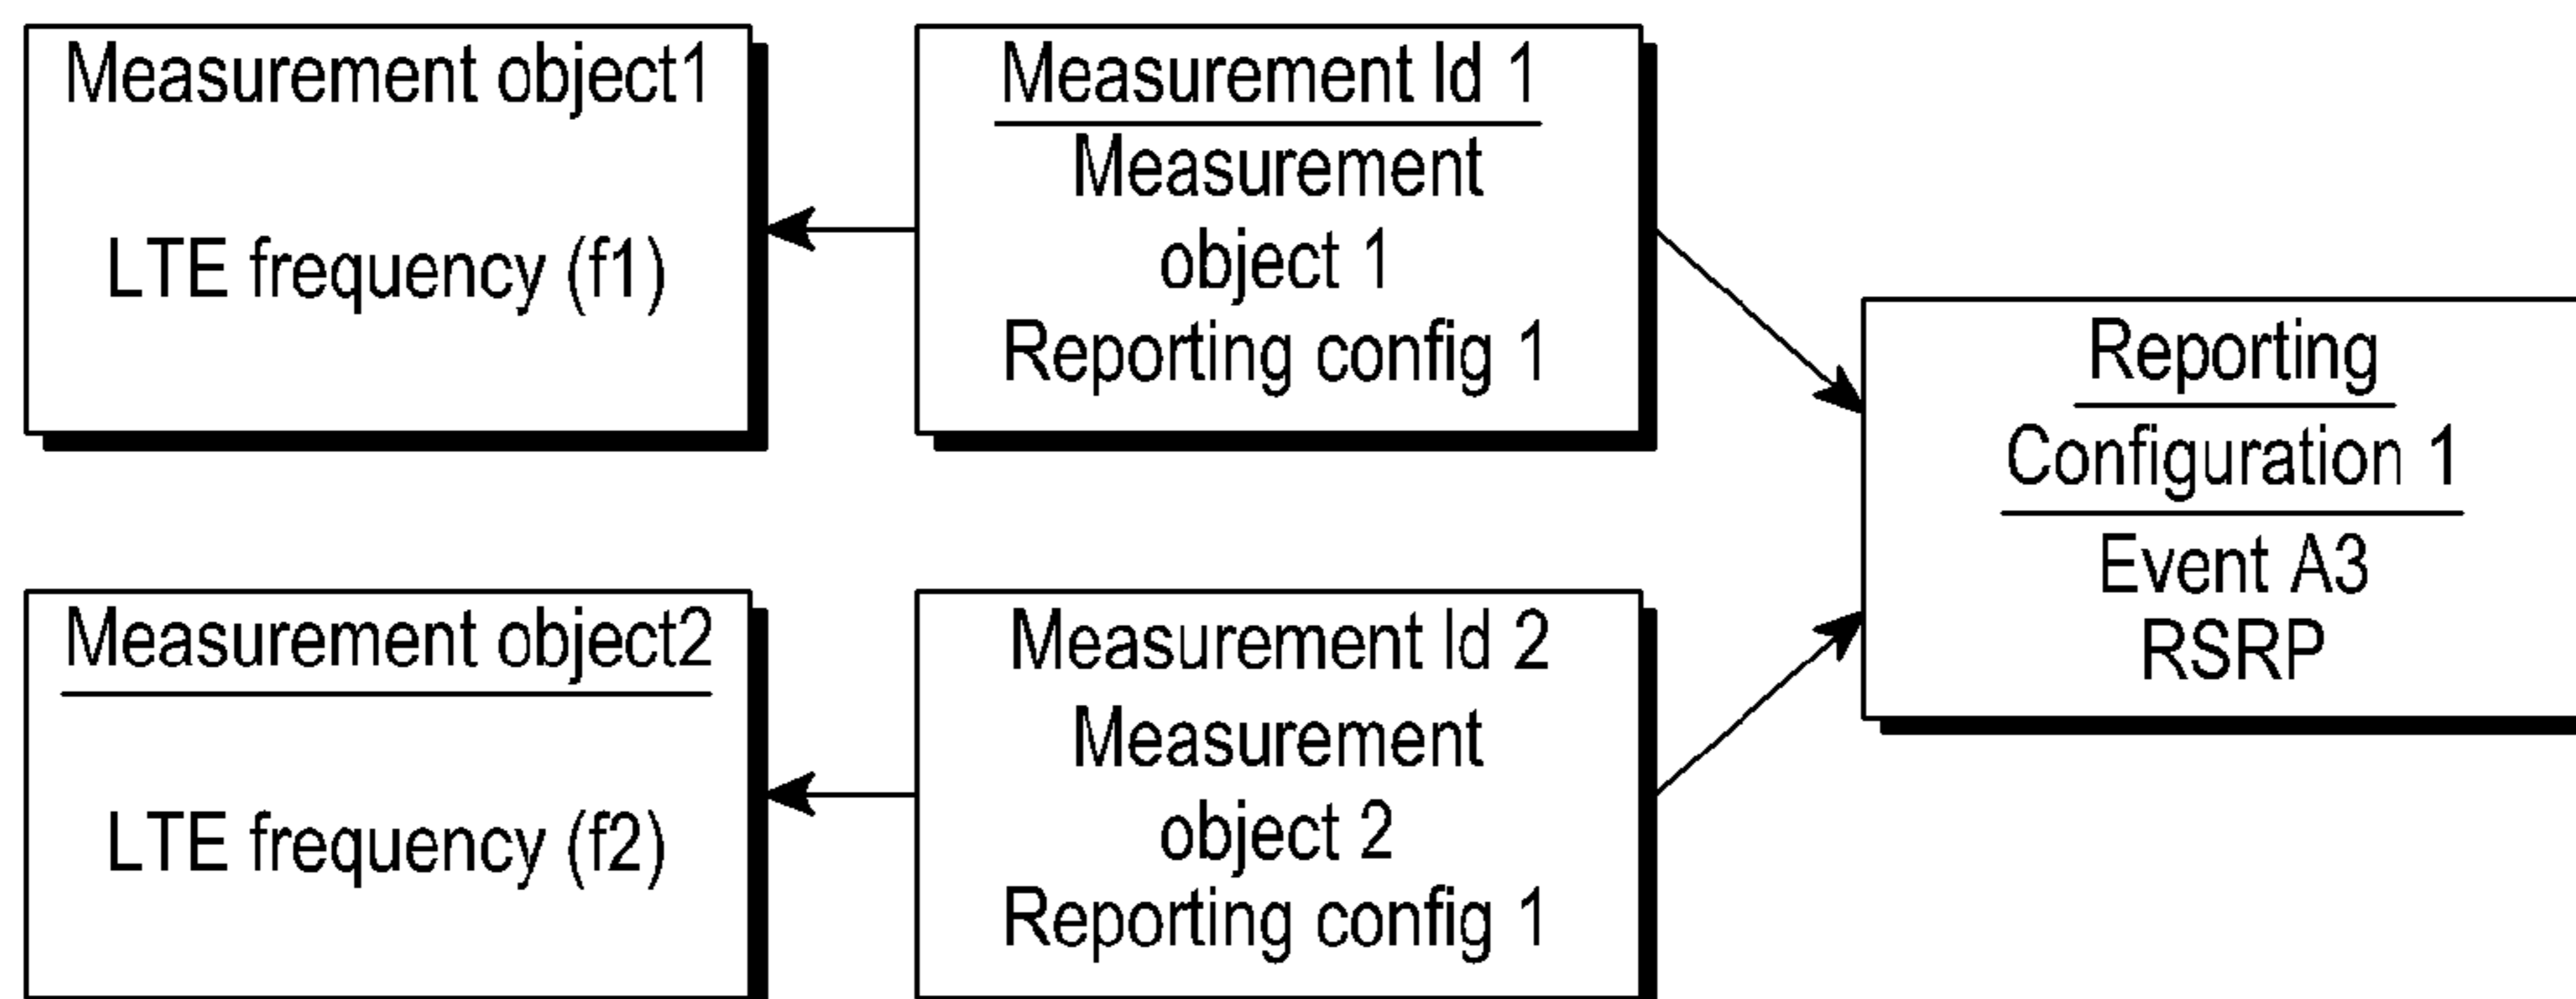 Measurement object1
LTE frequency (f1)
Measurement Id 1
Measurement
object 1
Reporting config 1
Reporting
Configuration 1
Event A3
RSRP
Measurement object2
LTE frequency (f2)
Measurement Id 2
Measurement
object 2
Reporting config 1